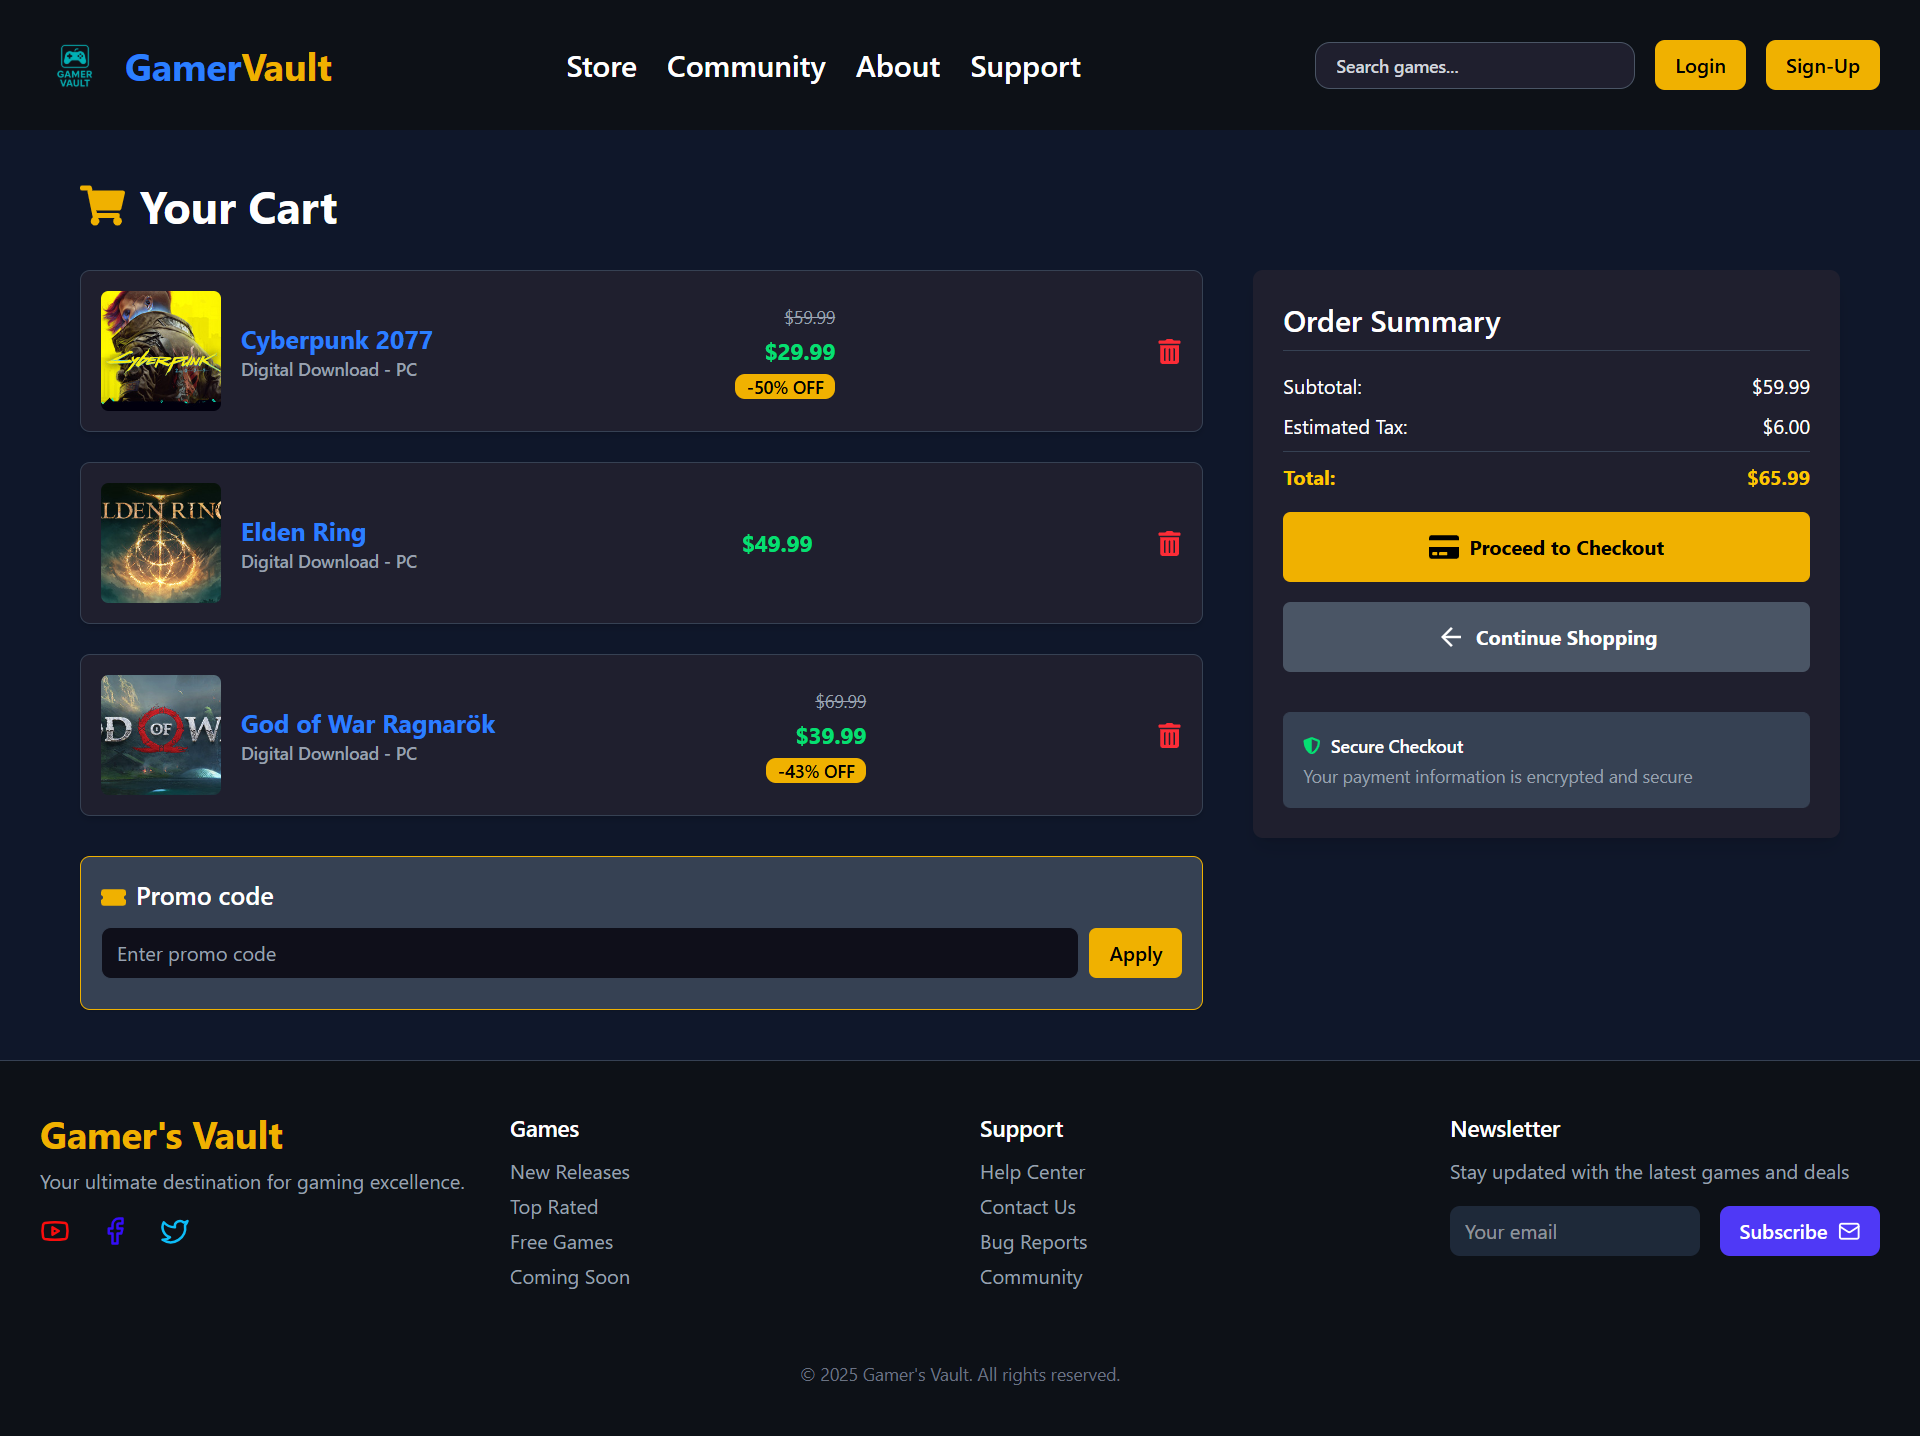 GAMER
VAULT
GamerVault
Store Community About Support
Search games...
Login
Sign-Up
Your Cart
CYBERPUNK
Cyberpunk 2077
Digital Download - PC
$59.99
$29.99
-50% OFF
LDEN RING
Elden Ring
Digital Download - PC
$49.99
D OF W
God of War Ragnarök
Digital Download - PC
$69.99
$39.99
-43% OFF
Promo code
Enter promo code
Apply
Order Summary
Subtotal: $59.99
Estimated Tax: $6.00
Total: $65.99
Proceed to Checkout
Continue Shopping
Secure Checkout
Your payment information is encrypted and secure
Gamer's Vault
Your ultimate destination for gaming excellence.
Games
New Releases
Top Rated
Free Games
Coming Soon
Support
Help Center
Contact Us
Bug Reports
Community
Newsletter
Stay updated with the latest games and deals
Your email
Subscribe
© 2025 Gamer's Vault. All rights reserved.